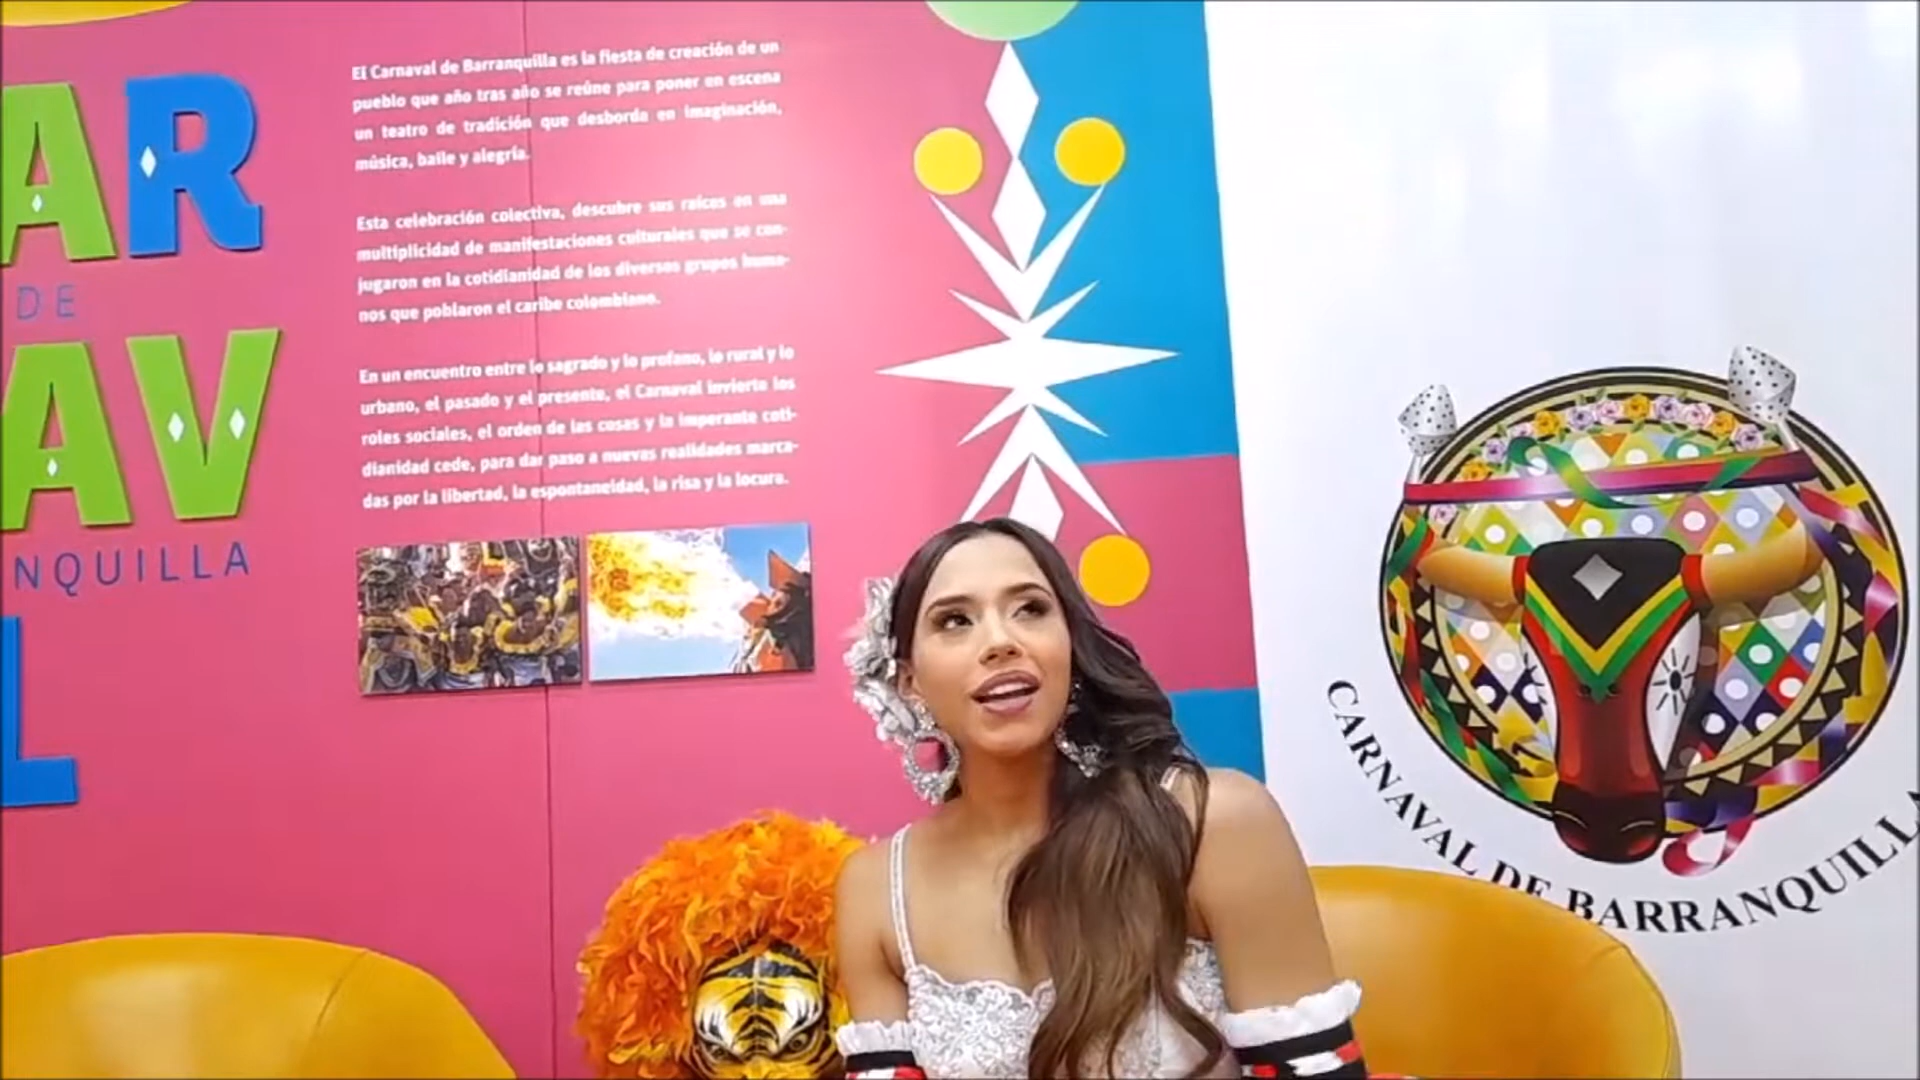 AR
DE
AV
NQUILLA
L
El Carnaval de Barranquilla es la fiesta de creación de un
pueblo que año tras año se reúne para poner en escena
un teatro de tradición que desborda en imaginación,
música, baile y alegría.
Esta celebración colectiva, descubre sus raíces en una
multiplicidad de manifestaciones culturales que se con-
jugaron en la cotidianidad de los diversos grupos huma-
nos que poblaron el caribe colombiano.
En un encuentro entre lo sagrado y lo profano, lo rural y lo
urbano, el pasado y el presente, el Carnaval invierte los
roles sociales, el orden de las cosas y la imperante coti-
dianidad cede, para dar paso a nuevas realidades marca-
das por la libertad, la espontaneidad, la risa y la locura.
CARNAVAL DE BARRANQUILLA